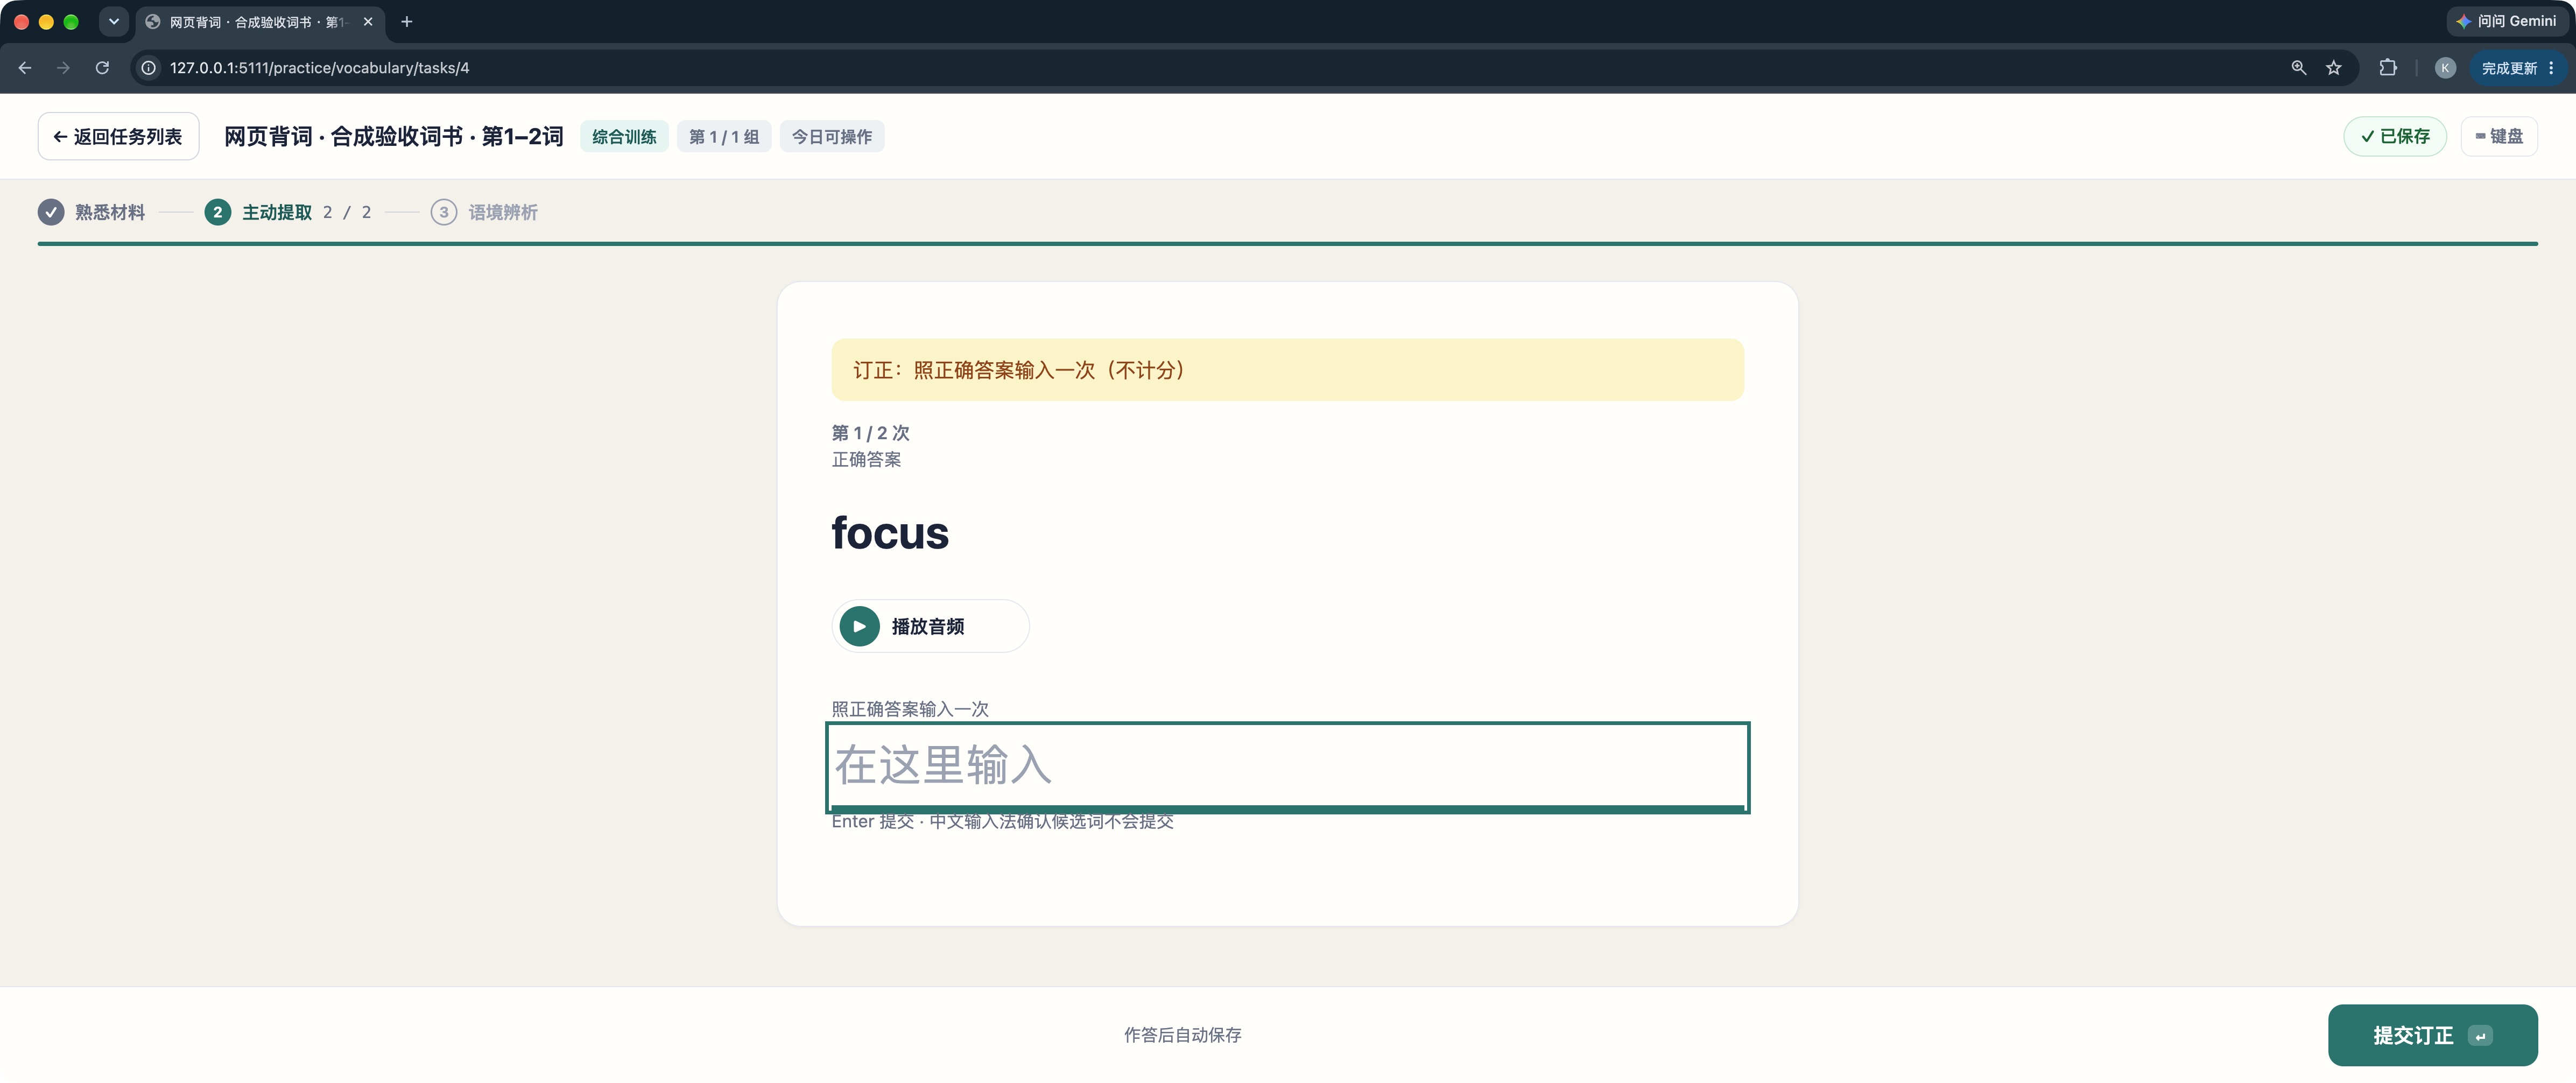 网页背词 · 合成验收词书 · 第1-
问问 Gemini
127.0.0.1:5111/practice/vocabulary/tasks/4
K
完成更新
← 返回任务列表
网页背词 · 合成验收词书 · 第1–2词
综合训练
第 1 / 1 组
今日可操作
✓ 已保存
键盘
✓ 熟悉材料
2 主动提取 2 / 2
3 语境辨析
订正：照正确答案输入一次（不计分）
第 1 / 2 次
正确答案
focus
播放音频
照正确答案输入一次
在这里输入
Enter 提交 · 中文输入法确认候选词不会提交
作答后自动保存
提交订正 ↵